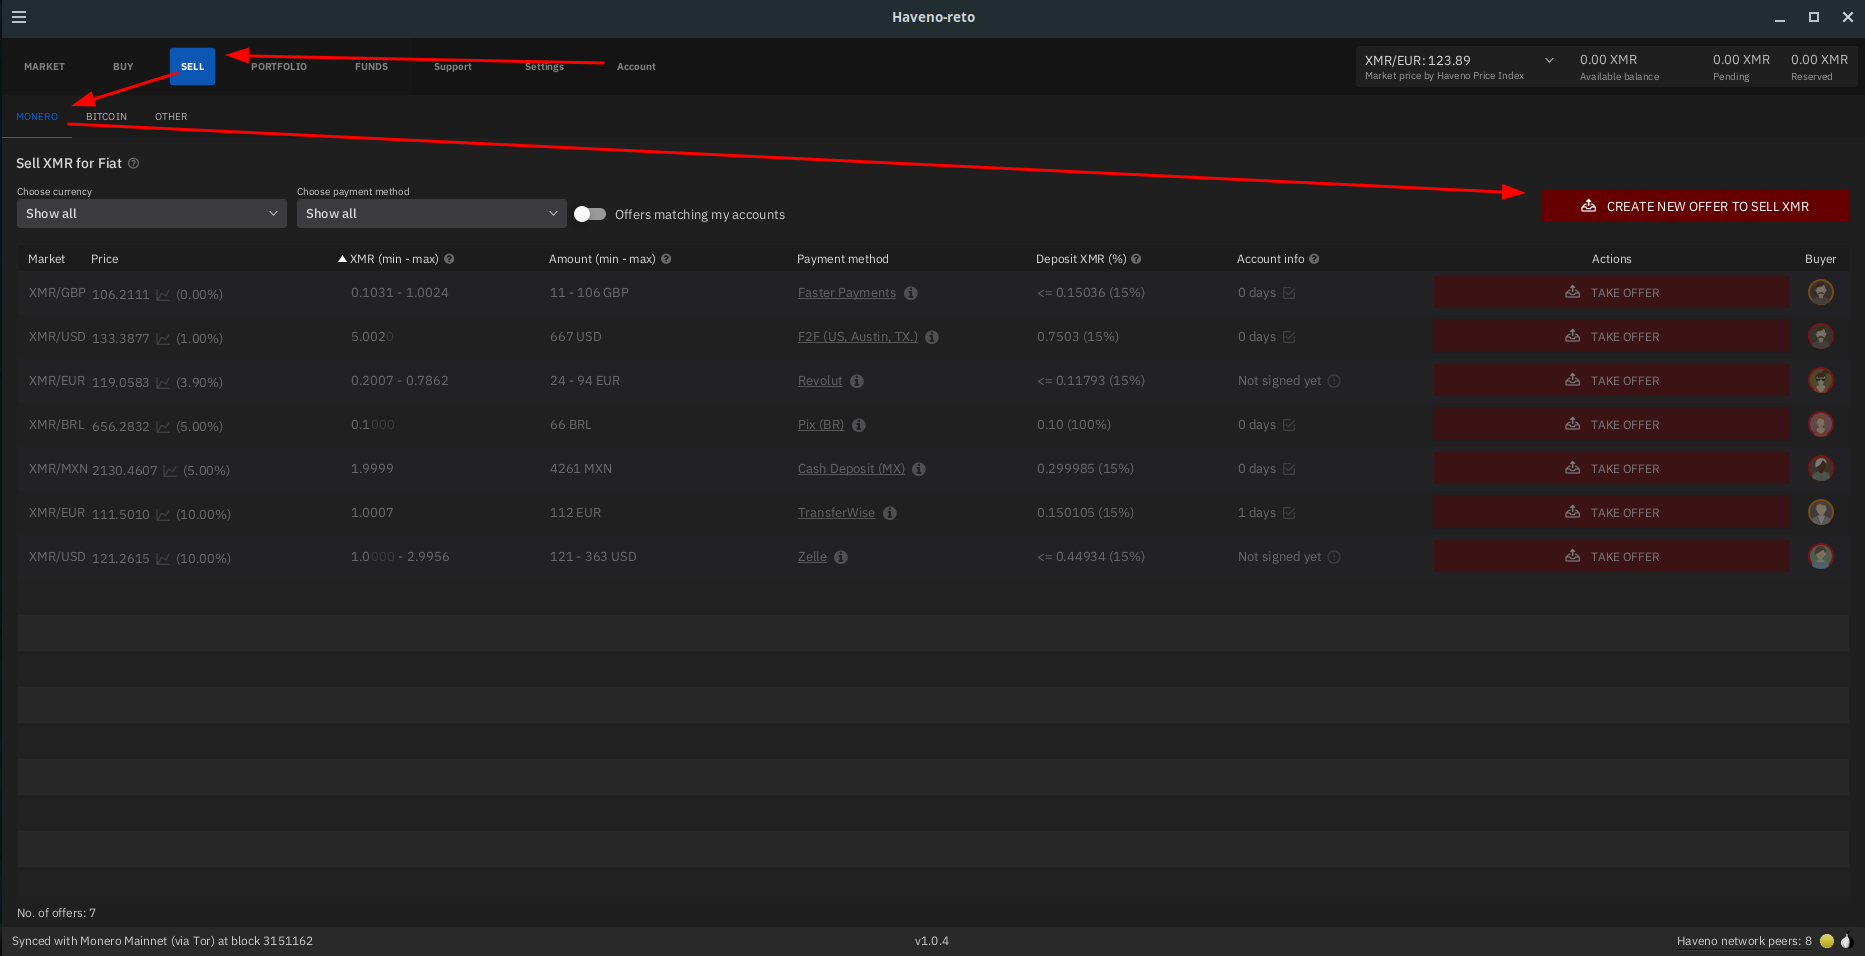 Haveno-reto
MARKET BUY SELL PORTFOLIO FUNDS Support Settings Account
XMR/EUR: 123.89 0.00 XMR 0.00 XMR 0.00 XMR
Market price by Haveno Price Index Available balance Pending Reserved
MONERO BITCOIN OTHER
Sell XMR for Fiat
Choose currency Choose payment method
Show all Show all Offers matching my accounts CREATE NEW OFFER TO SELL XMR
Market Price XMR (min - max) Amount (min - max) Payment method Deposit XMR (%) Account info Actions Buyer
XMR/GBP 106.2111 (0.00%) 0.1031 - 1.0024 11 - 106 GBP Faster Payments <= 0.15036 (15%) 0 days TAKE OFFER
XMR/USD 133.3877 (1.00%) 5.0020 667 USD F2F (US, Austin, TX.) 0.7503 (15%) 0 days TAKE OFFER
XMR/EUR 119.0583 (3.90%) 0.2007 - 0.7862 24 - 94 EUR Revolut <= 0.11793 (15%) Not signed yet TAKE OFFER
XMR/BRL 656.2832 (5.00%) 0.1000 66 BRL Pix (BR) 0.10 (100%) 0 days TAKE OFFER
XMR/MXN 2130.4607 (5.00%) 1.9999 4261 MXN Cash Deposit (MX) 0.299985 (15%) 0 days TAKE OFFER
XMR/EUR 111.5010 (10.00%) 1.0007 112 EUR TransferWise 0.150105 (15%) 1 days TAKE OFFER
XMR/USD 121.2615 (10.00%) 1.0000 - 2.9956 121 - 363 USD Zelle <= 0.44934 (15%) Not signed yet TAKE OFFER
No. of offers: 7
Synced with Monero Mainnet (via Tor) at block 3151162 v1.0.4 Haveno network peers: 8